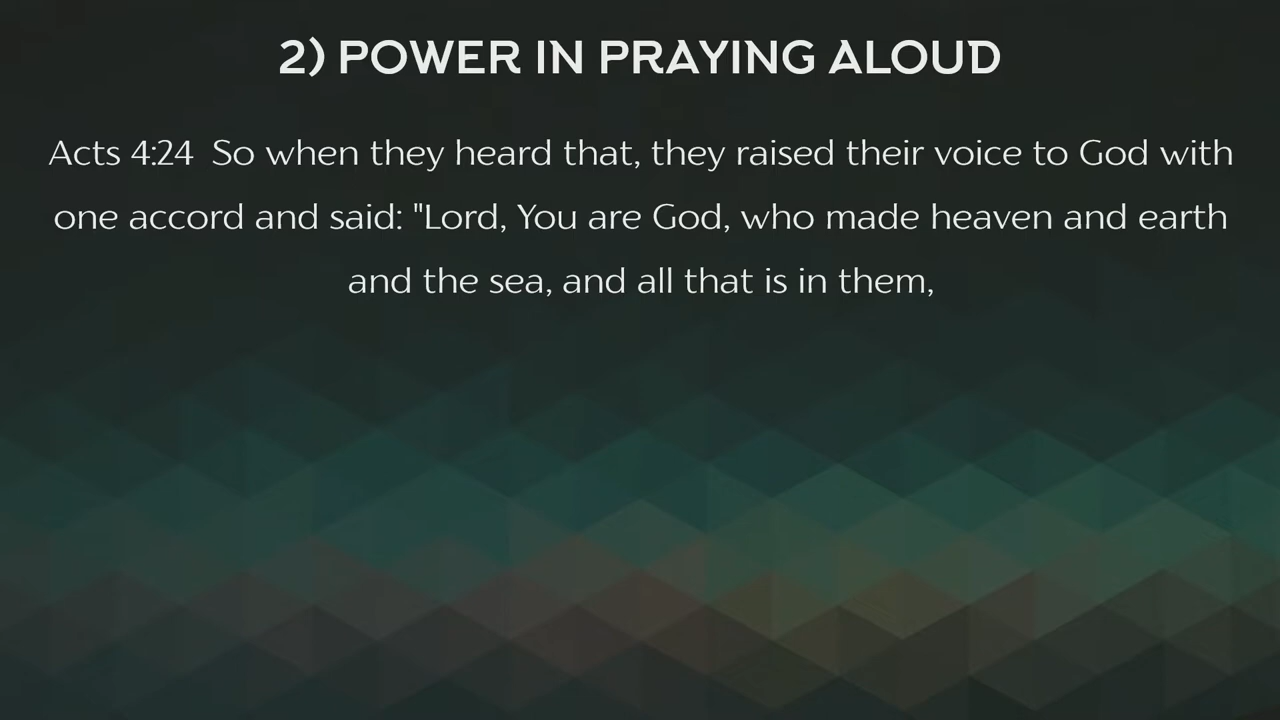 2) POWER IN PRAYING ALOUD
Acts 4:24  So when they heard that, they raised their voice to God with
one accord and said: "Lord, You are God, who made heaven and earth
and the sea, and all that is in them,